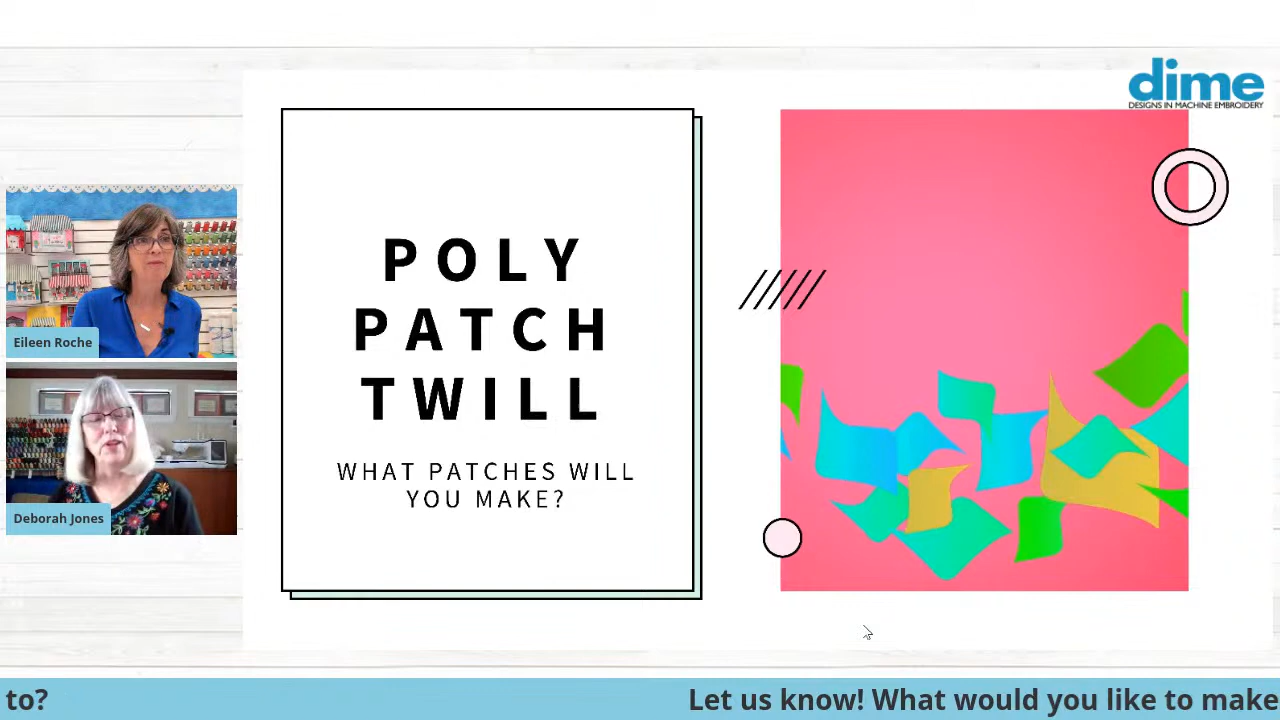 dime
DESIGNS IN MACHINE EMBROIDERY
POLY
PATCH
TWILL
WHAT PATCHES WILL
YOU MAKE?
Eileen Roche
Deborah Jones
to? Let us know! What would you like to make